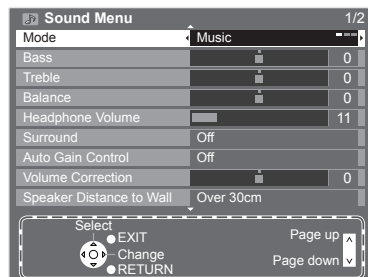 Sound Menu 1/2
Mode Music
Bass 0
Treble 0
Balance 0
Headphone Volume 11
Surround Off
Auto Gain Control Off
Volume Correction 0
Speaker Distance to Wall Over 30cm
Select
EXIT
Change
RETURN
Page up
Page down